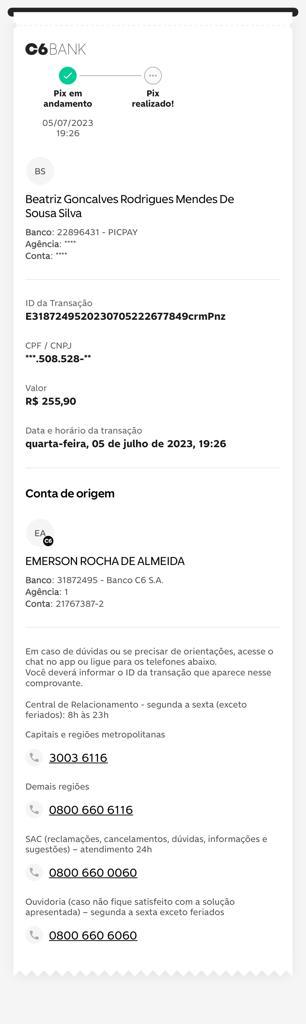 C6BANK
Pix em
andamento
Pix
realizado!
05/07/2023
19:26
BS
Beatriz Goncalves Rodrigues Mendes De
Sousa Silva
Banco: 22896431 - PICPAY
Agência: ****
Conta: ****
ID da Transação
E3187249520230705222677849crmPnz
CPF / CNPJ
***.508.528-**
Valor
R$ 255,90
Data e horário da transação
quarta-feira, 05 de julho de 2023, 19:26
Conta de origem
EA
C6
EMERSON ROCHA DE ALMEIDA
Banco: 31872495 - Banco C6 S.A.
Agência: 1
Conta: 21767387-2
Em caso de dúvidas ou se precisar de orientações, acesse o
chat no app ou ligue para os telefones abaixo.
Você deverá informar o ID da transação que aparece nesse
comprovante.
Central de Relacionamento - segunda a sexta (exceto
feriados): 8h às 23h
Capitais e regiões metropolitanas
3003 6116
Demais regiões
0800 660 6116
SAC (reclamações, cancelamentos, dúvidas, informações e
sugestões) – atendimento 24h
0800 660 0060
Ouvidoria (caso não fique satisfeito com a solução
apresentada) – segunda a sexta exceto feriados
0800 660 6060